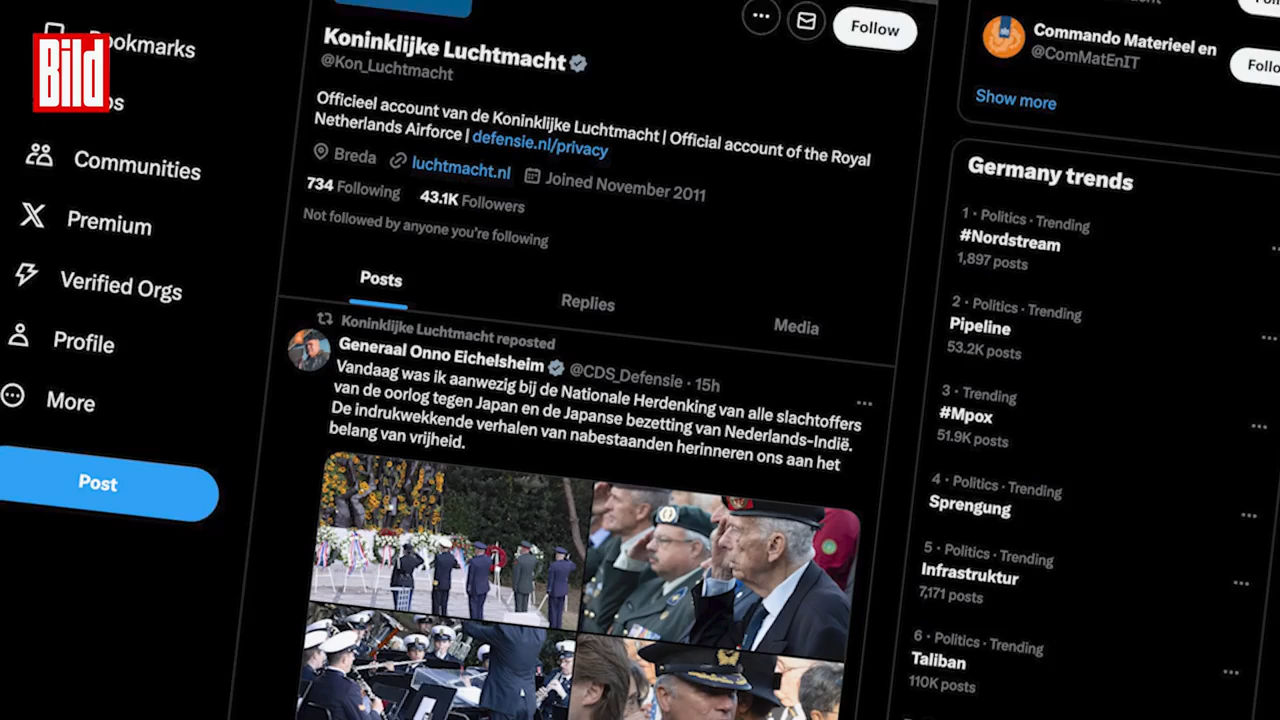 Bild
Bookmarks
Communities
Premium
Verified Orgs
Profile
More
Post
Follow
Koninklijke Luchtmacht
@Kon_Luchtmacht
Officieel account van de Koninklijke Luchtmacht | Official account of the Royal
Netherlands Airforce | defensie.nl/privacy
Breda luchtmacht.nl Joined November 2011
734 Following 43.1K Followers
Not followed by anyone you're following
Posts Replies Media
Koninklijke Luchtmacht reposted
Generaal Onno Eichelsheim @CDS_Defensie · 15h
Vandaag was ik aanwezig bij de Nationale Herdenking van alle slachtoffers
van de oorlog tegen Japan en de Japanse bezetting van Nederlands-Indië.
De indrukwekkende verhalen van nabestaanden herinneren ons aan het
belang van vrijheid.
Commando Materieel en
@ComMatEnIT
Follo
Show more
Germany trends
1 · Politics · Trending
#Nordstream
1,897 posts
2 · Politics · Trending
Pipeline
53.2K posts
3 · Trending
#Mpox
51.9K posts
4 · Politics · Trending
Sprengung
5 · Politics · Trending
Infrastruktur
7,171 posts
6 · Politics · Trending
Taliban
110K posts